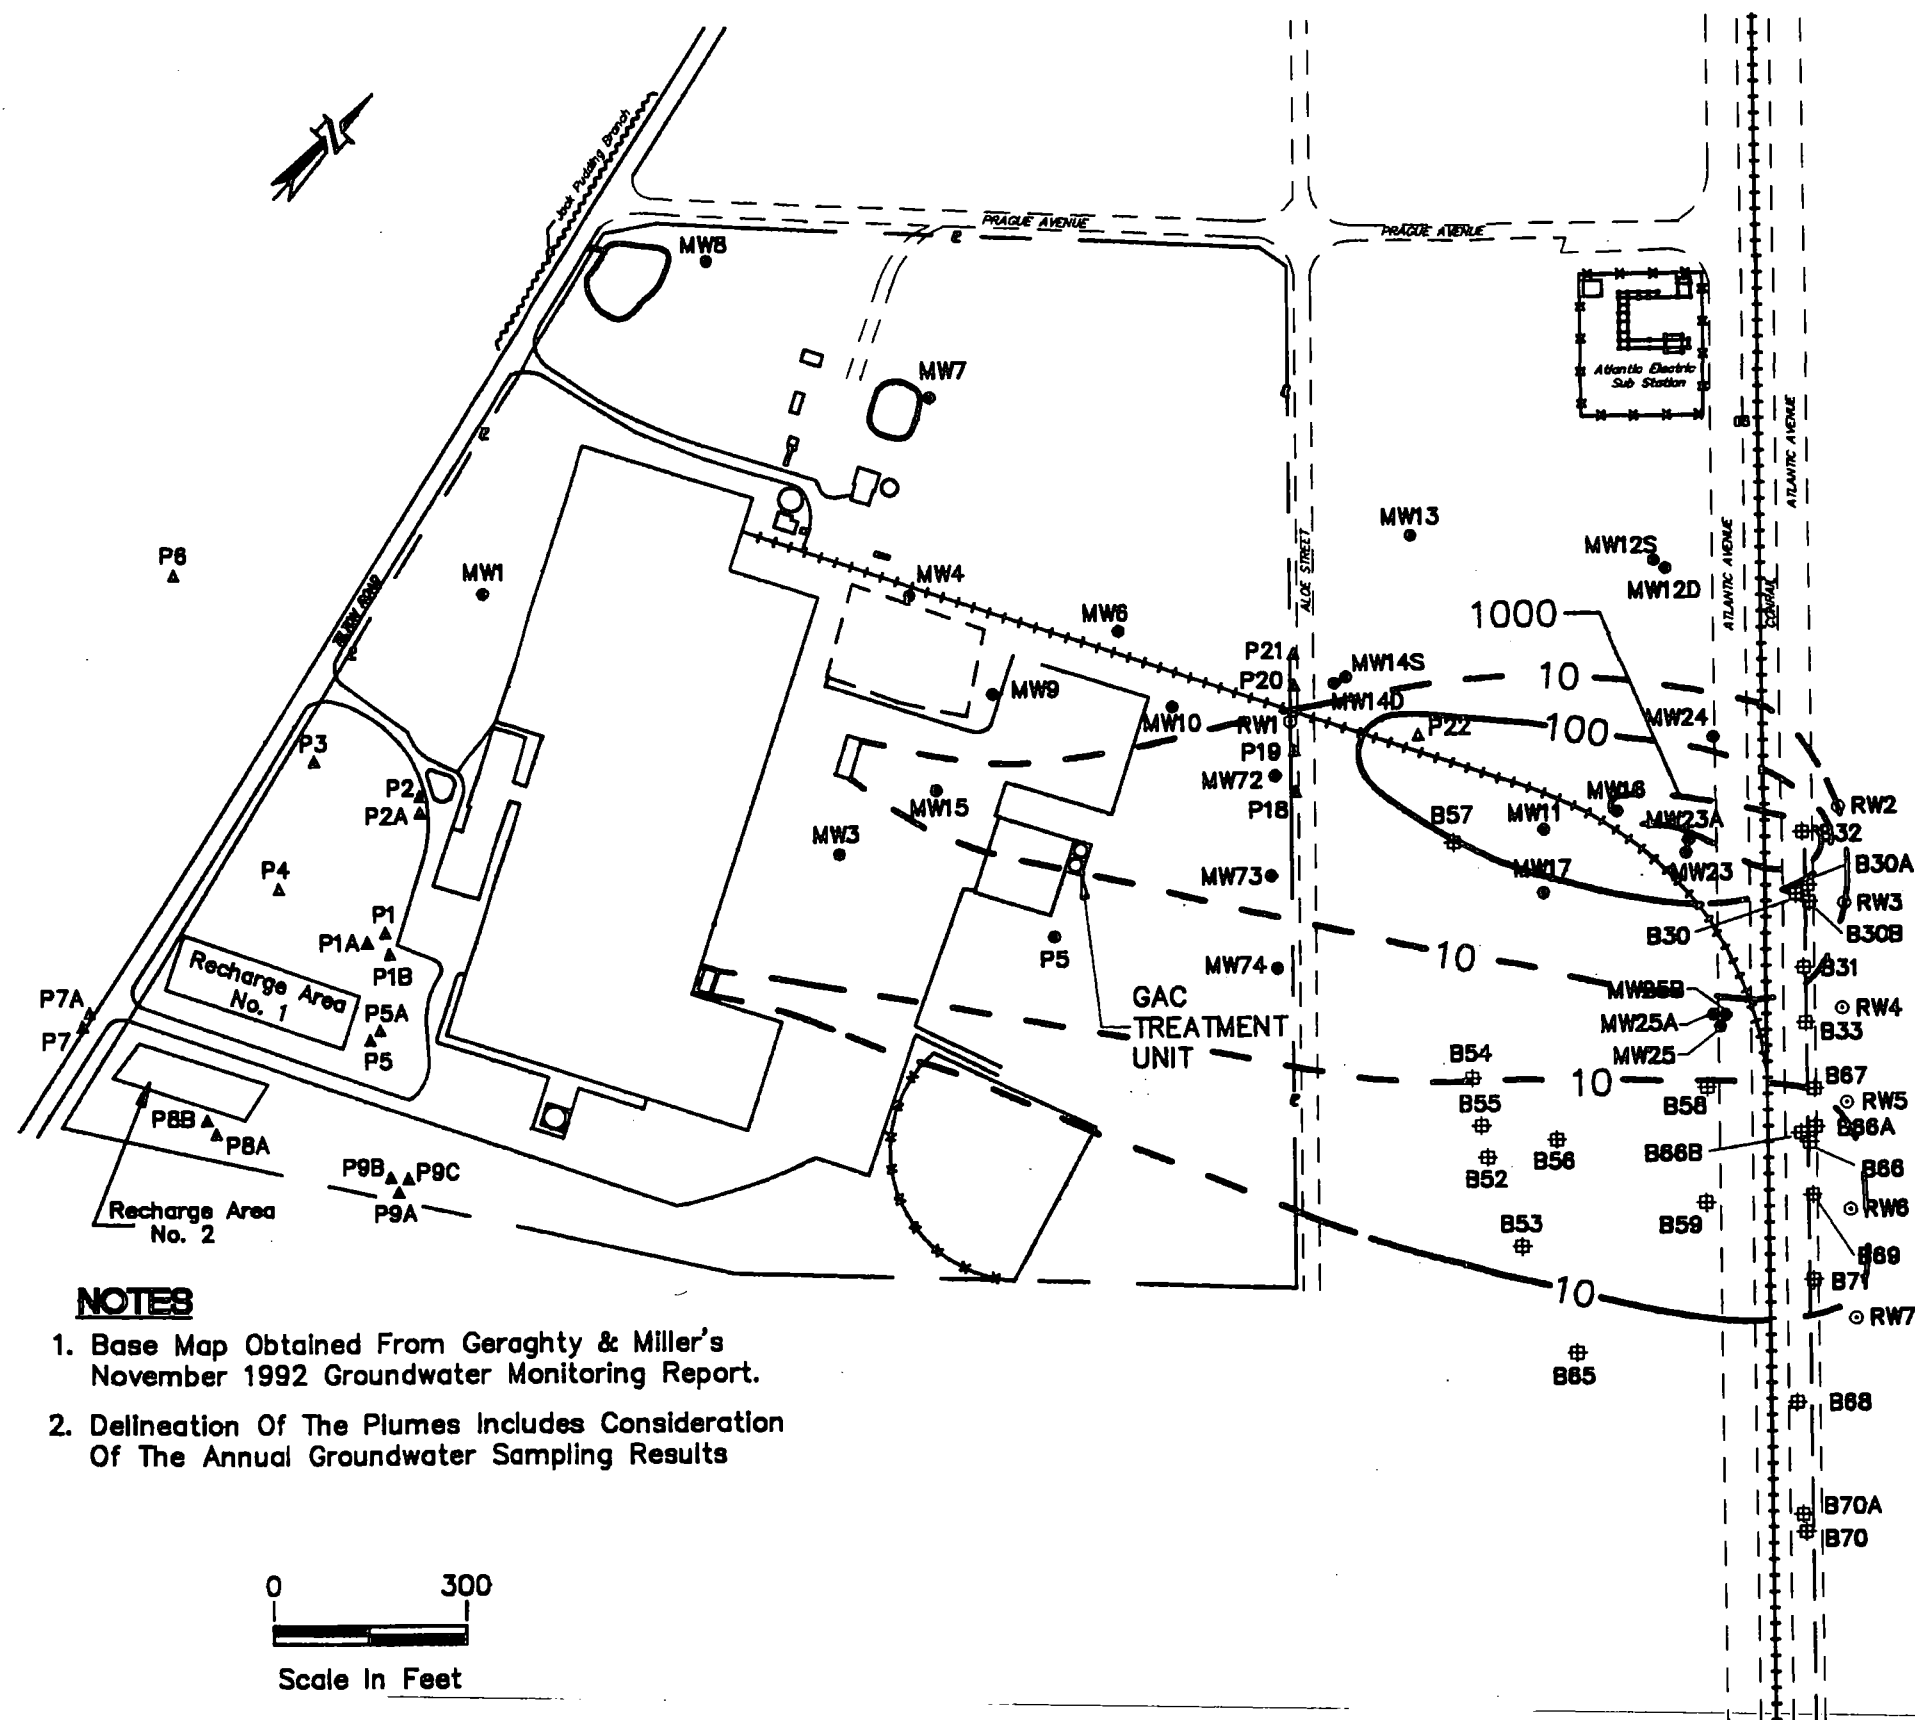 Jack Pudding Branch
PRAGUE AVENUE
PRAGUE AVENUE
MW8
MW7
Atlantic Electric
Sub Station
ATLANTIC AVENUE
ATLANTIC AVENUE
CONRAIL
ALOE STREET
MW13
MW12S
MW12D
P6
MW1
MW4
MW6
1000
P21
P20
MW14S
MW14D
10
MW9
MW10
RW1
P22
100
MW24
P19
P3
MW72
P2
P2A
MW15
P18
B57
MW11
MW16
MW23A
RW2
B32
MW3
MW17
MW23
B30A
MW73
P4
RW3
B30
B30B
P1
P1A
P1B
P5
MW74
10
B31
Recharge Area
No. 1
P7A
P7
P5A
P5
GAC
TREATMENT
UNIT
MW25B
MW25A
MW25
RW4
B33
B54
10
B55
B58
B67
RW5
P8B
P8A
B52
B56
B66B
B66A
B66
P9B
P9C
P9A
Recharge Area
No. 2
B53
B59
RW6
B69
10
B71
RW7
NOTES
1. Base Map Obtained From Geraghty & Miller's
November 1992 Groundwater Monitoring Report.
B65
B68
2. Delineation Of The Plumes Includes Consideration
Of The Annual Groundwater Sampling Results
B70A
B70
0 300
Scale In Feet